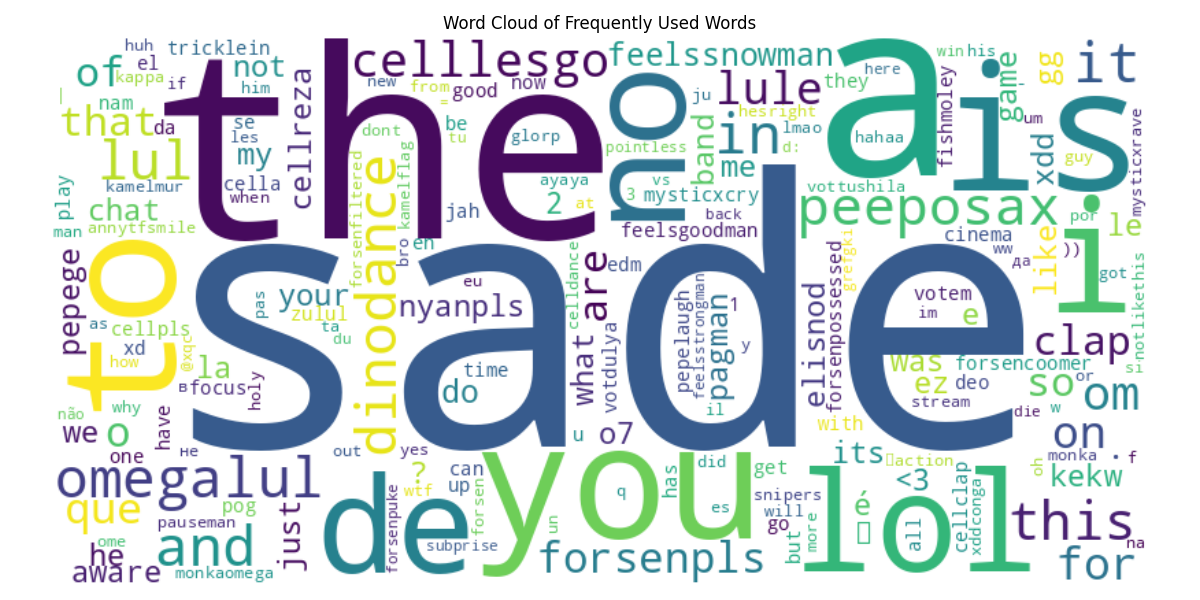 Word Cloud of Frequently Used Words
huh
tricklein
el
of
kappa
if
not
him
nam
that
da
lul
se
les
my
kamelmur
cella
when
play
man
chat
annytfsmile
cellreza
the
celllesgo
new
from
=
good
now
dont
be
tu
glorp
ayaya
2
at
jah
en
bro
kamelflag
forsenfiltered
feelssnowman
no
ju
lule
hesright
pointless
band
in
lmao
d:
me
3
vs
mysticxcry
back
feelsgoodman
they
ais
here
hahaa
win
his
game
gg
it
fishmoley
um
xdd
guy
mysticxrave
vottushila
peeposax
i
por
le
cinema
ww
да
like
))
got
notlikethis
si
pepege
to
as
cellpls
xd
how
@xqc
la
в
focus
holy
não
why
we
o
have
one
не
sade
pas
your
zulul
ta
du
dinodance
nyanpls
eu
time
do
celldance
are
edm
what
votdulya
pepelaugh
feelsstrongman
pagman
1
y
il
elisnod
forsenpossessed
grefgki
votem
im
e
was
forsencoomer
ez
deo
stream
with
clap
so
or
om
w
die
on
monka
.
f
oh
kekw
out
yes
omegalul
que
pog
pauseman
ome
he
and
aware
monkaomega
just
de
?
wtf
can
up
forsen
forsenpuke
subprise
you
u
o7
q
un
has
did
es
get
forsenpls
snipers
will
go
but
more
lol
its
action
<3
é
all
cellclap
xddconga
this
na
for